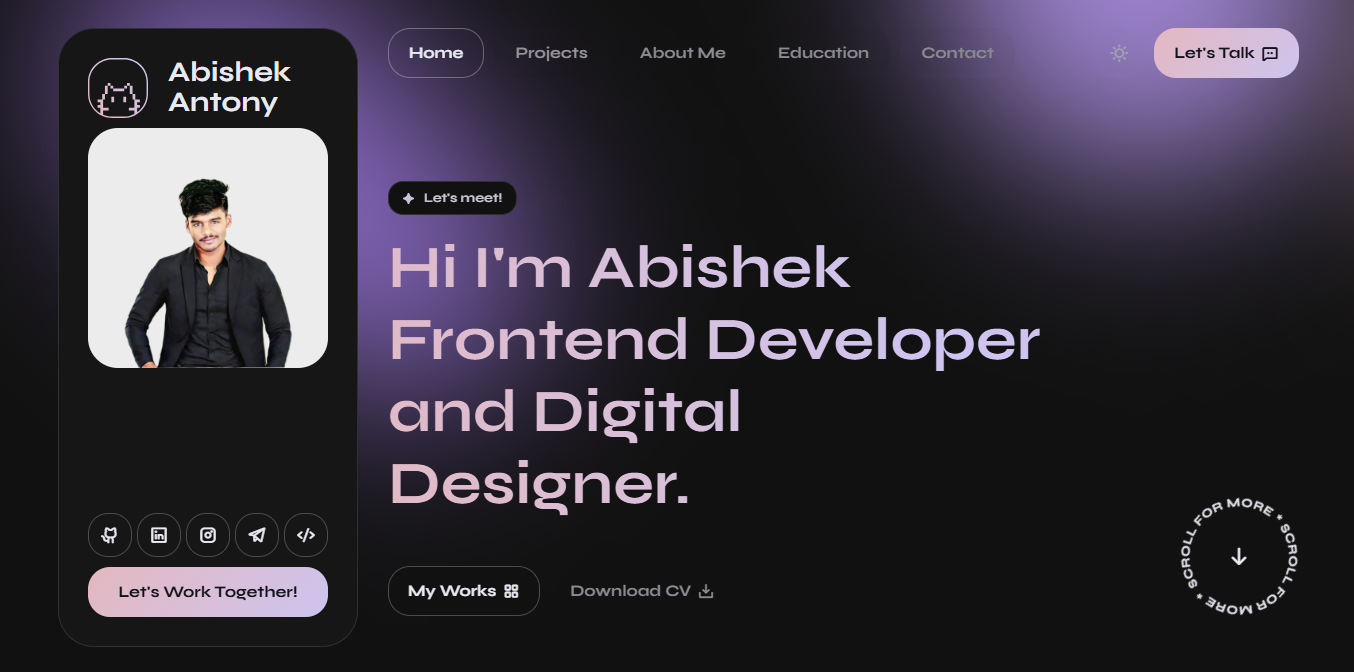 Abishek
Antony
Home
Projects
About Me
Education
Contact
Let's Talk
Let's meet!
Hi I'm Abishek
Frontend Developer
and Digital
Designer.
Let's Work Together!
My Works
Download CV
SCROLL FOR MORE * SCROLL FOR MORE *